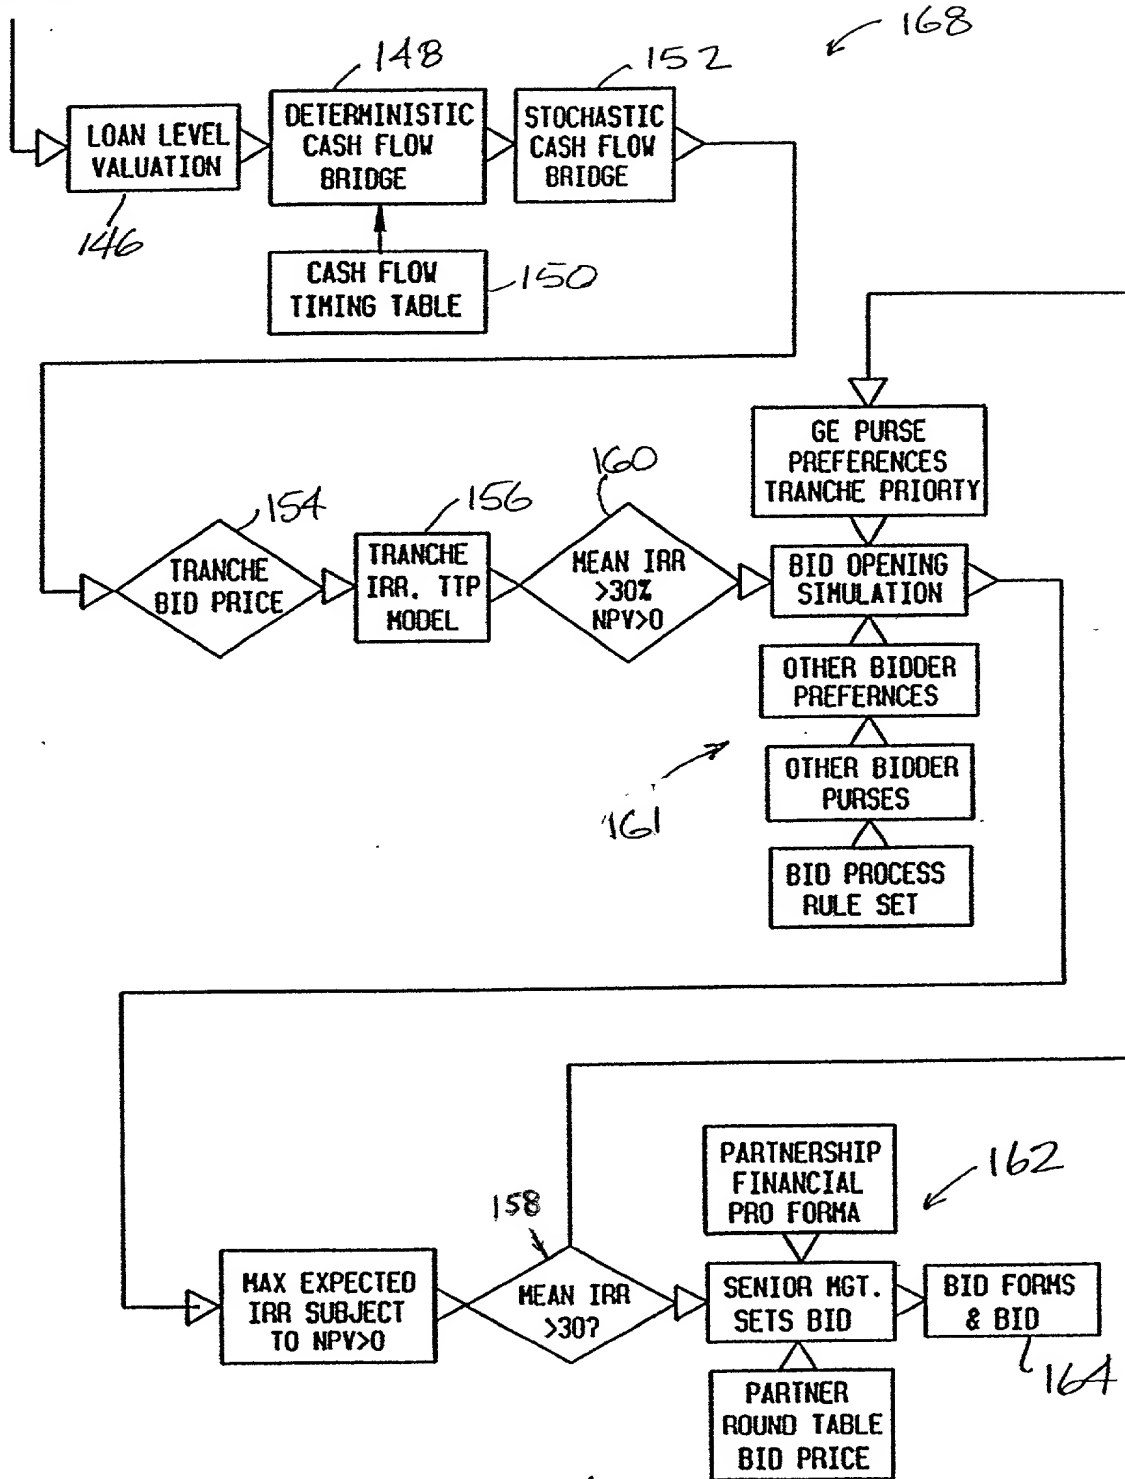 168
148
152
LOAN LEVEL
VALUATION
DETERMINISTIC
CASH FLOW
BRIDGE
STOCHASTIC
CASH FLOW
BRIDGE
146
CASH FLOW
TIMING TABLE
150
GE PURSE
PREFERENCES
TRANCHE PRIORTY
154
156
160
TRANCHE
BID PRICE
TRANCHE
IRR. TTP
MODEL
MEAN IRR
>30%
NPV>0
BID OPENING
SIMULATION
OTHER BIDDER
PREFERNCES
161
OTHER BIDDER
PURSES
BID PROCESS
RULE SET
PARTNERSHIP
FINANCIAL
PRO FORMA
162
158
MAX EXPECTED
IRR SUBJECT
TO NPV>0
MEAN IRR
>30?
SENIOR MGT.
SETS BID
BID FORMS
& BID
164
PARTNER
ROUND TABLE
BID PRICE